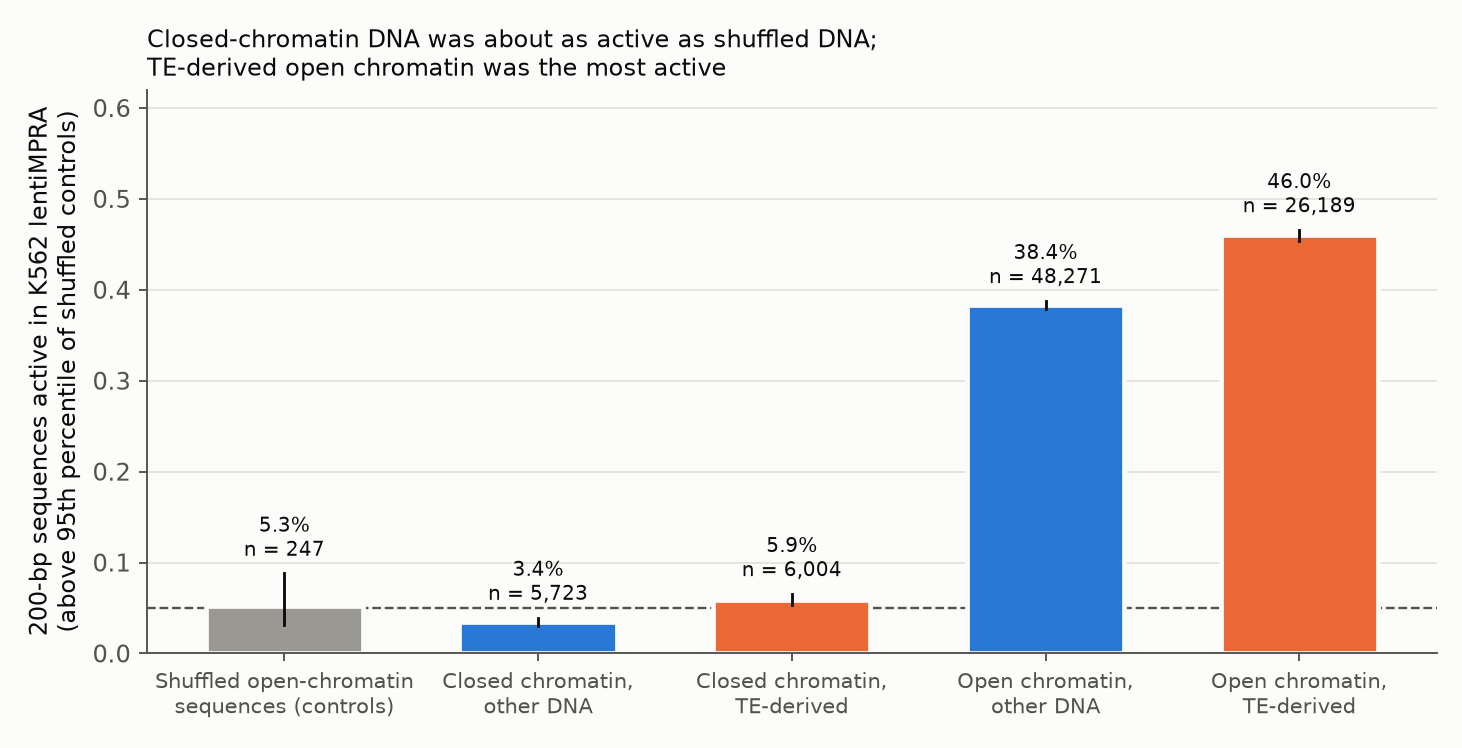 Closed-chromatin DNA was about as active as shuffled DNA;
TE-derived open chromatin was the most active
200-bp sequences active in K562 lentiMPRA
(above 95th percentile of shuffled controls)
0.6
0.5
0.4
0.3
0.2
0.1
0.0
5.3%
n = 247
3.4%
n = 5,723
5.9%
n = 6,004
38.4%
n = 48,271
46.0%
n = 26,189
Shuffled open-chromatin
sequences (controls)
Closed chromatin,
other DNA
Closed chromatin,
TE-derived
Open chromatin,
other DNA
Open chromatin,
TE-derived